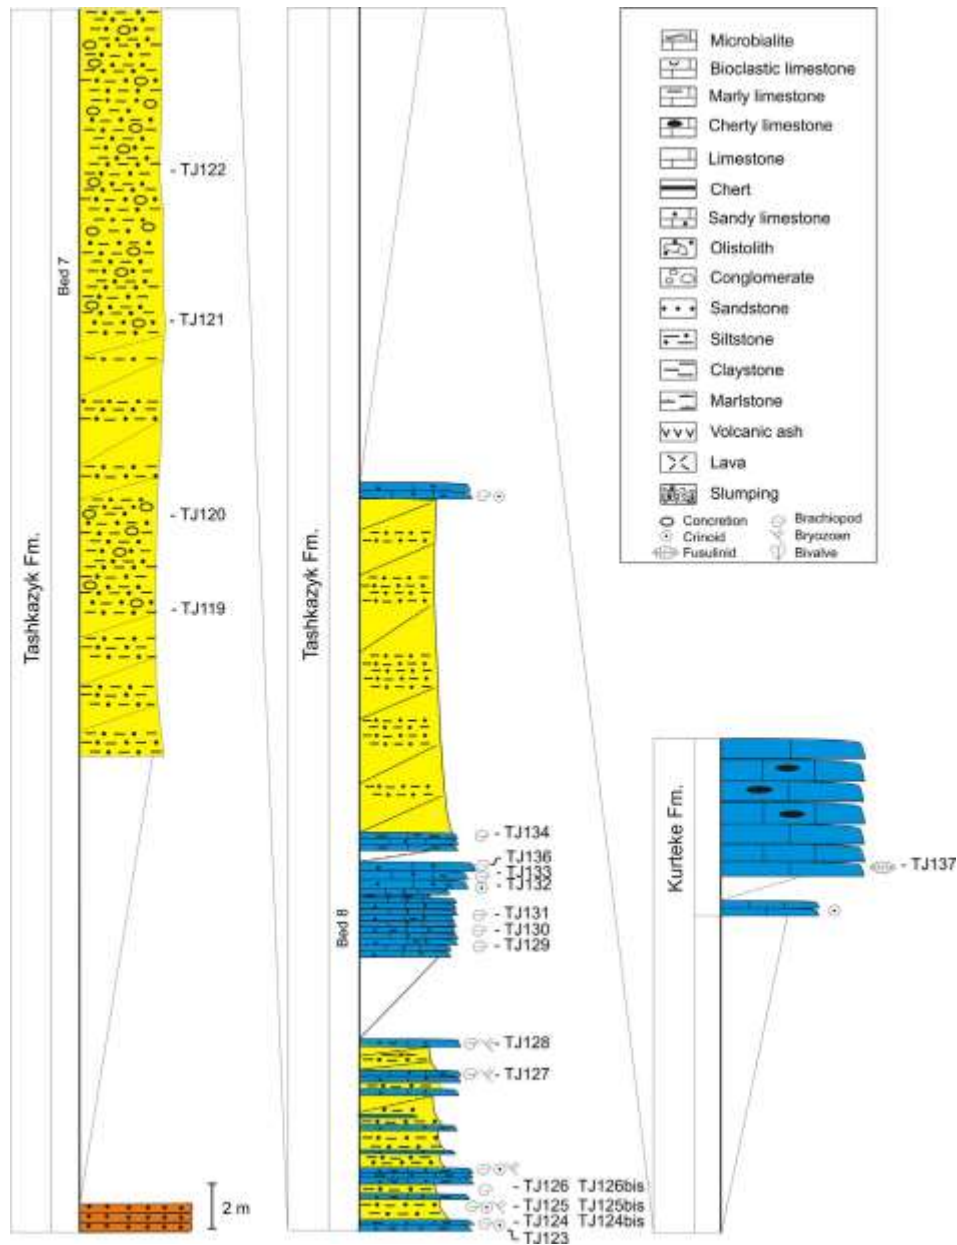 Tashkazyk Fm.
Bed 7
- TJ122
- TJ121
- TJ120
- TJ119
2 m
Tashkazyk Fm.
Bed 8
- TJ134
TJ136
- TJ133
- TJ132
- TJ131
- TJ130
- TJ129
- TJ128
- TJ127
- TJ126 TJ126bis
- TJ125 TJ125bis
- TJ124 TJ124bis
TJ123
Kurteke Fm.
- TJ137
Microbialite
Bioclastic limestone
Marly limestone
Cherty limestone
Limestone
Chert
Sandy limestone
Olistolith
Conglomerate
Sandstone
Siltstone
Claystone
Marlstone
Volcanic ash
Lava
Slumping
Concretion Brachiopod
Crinoid Bryozoan
Fusulinid Bivalve